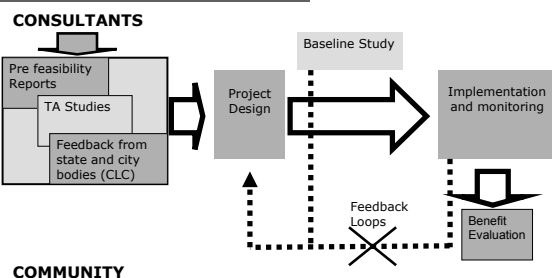 CONSULTANTS
Pre feasibility
Reports
TA Studies
Feedback from
state and city
bodies (CLC)
Project
Design
Baseline Study
Implementation
and monitoring
Feedback
Loops
Benefit
Evaluation
COMMUNITY